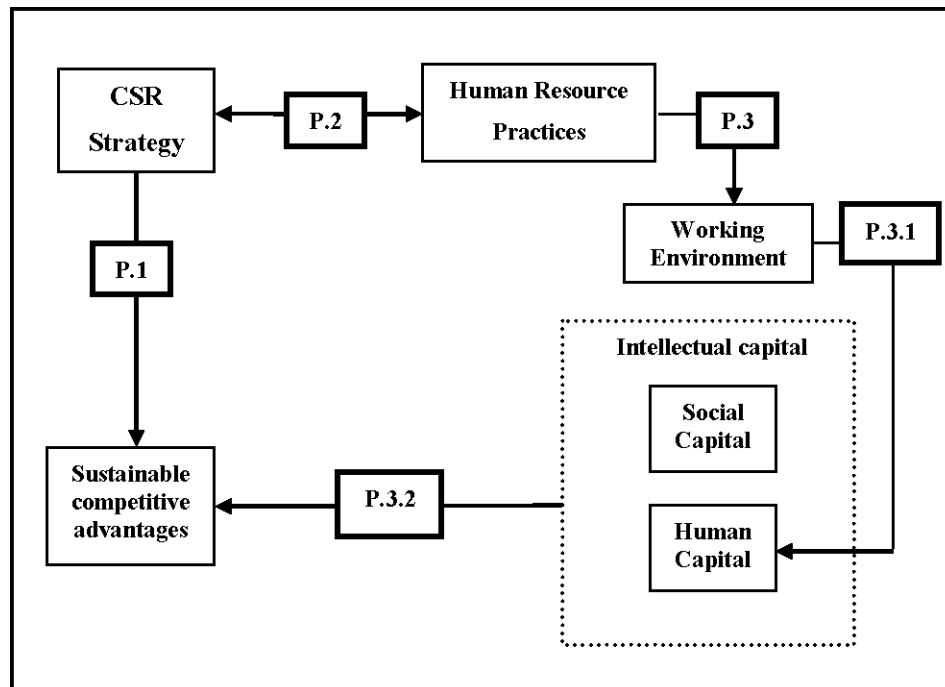 CSR
Strategy
P.2
Human Resource
Practices
P.3
Working
Environment
P.3.1
P.1
Intellectual capital
Social
Capital
Sustainable
competitive
advantages
P.3.2
Human
Capital